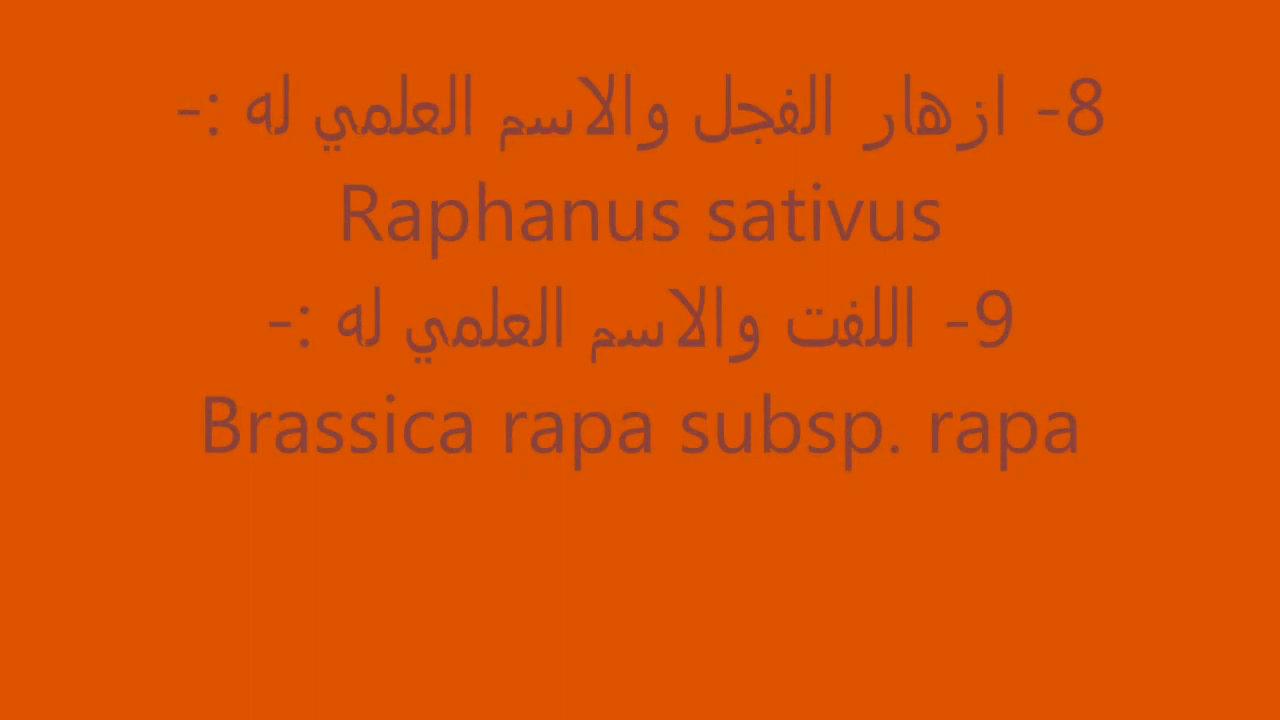 8- ازهار الفجل والاسم العلمي له :-
Raphanus sativus
9- اللفت والاسم العلمي له :-
Brassica rapa subsp. rapa